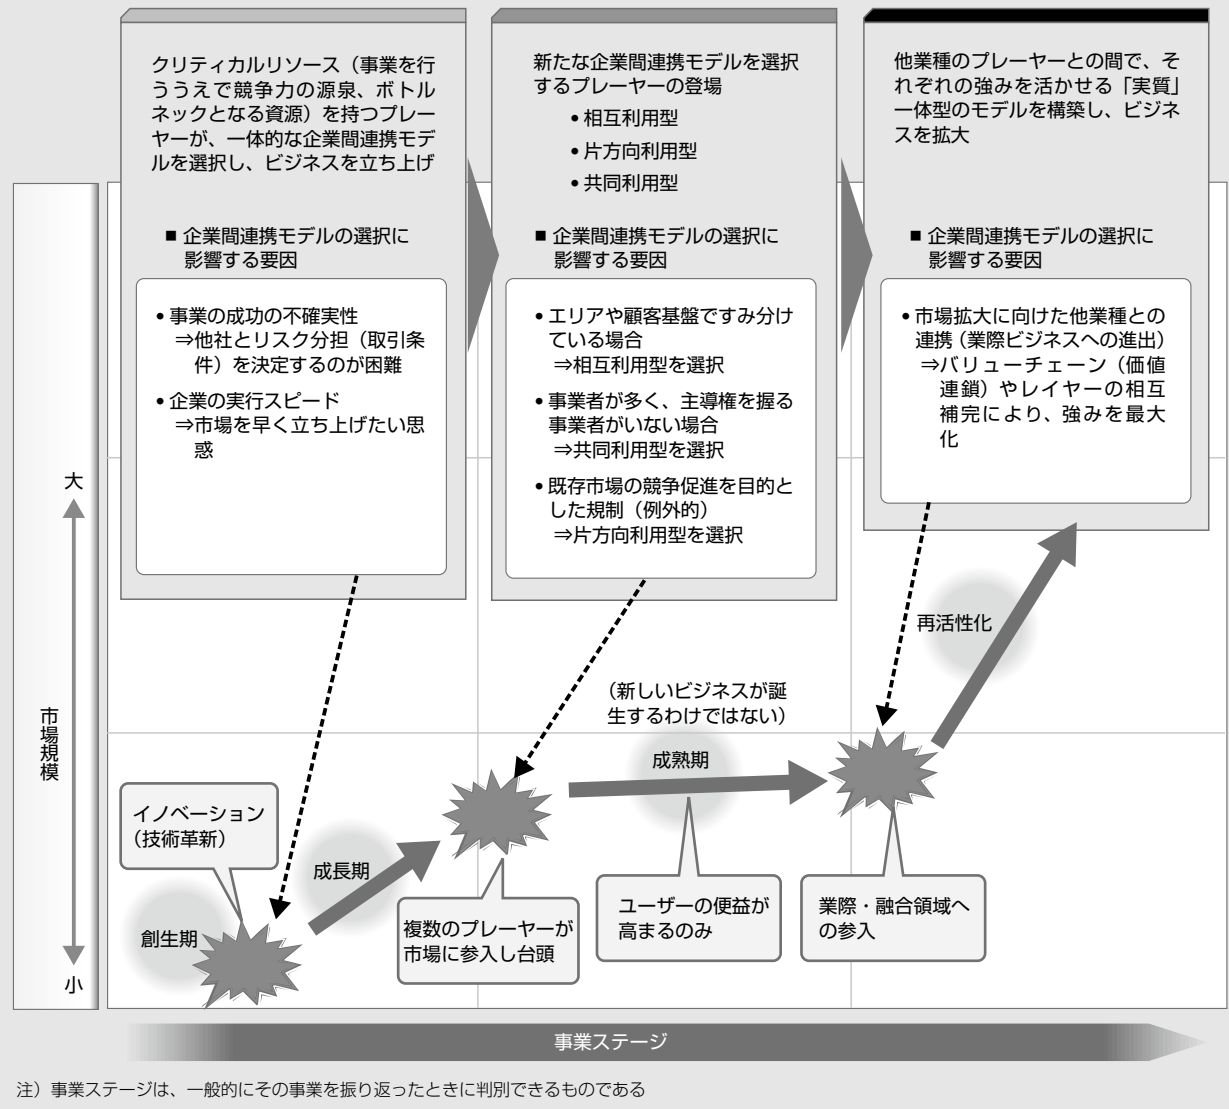 クリティカルリソース（事業を行
ううえで競争力の源泉、ボトル
ネックとなる資源）を持つプレー
ヤーが、一体的な企業間連携モデ
ルを選択し、ビジネスを立ち上げ
■ 企業間連携モデルの選択に
影響する要因
• 事業の成功の不確実性
⇒他社とリスク分担（取引条
件）を決定するのが困難
• 企業の実行スピード
⇒市場を早く立ち上げたい思
惑
新たな企業間連携モデルを選択
するプレーヤーの登場
• 相互利用型
• 片方向利用型
• 共同利用型
■ 企業間連携モデルの選択に
影響する要因
• エリアや顧客基盤ですみ分け
ている場合
⇒相互利用型を選択
• 事業者が多く、主導権を握る
事業者がいない場合
⇒共同利用型を選択
• 既存市場の競争促進を目的と
した規制（例外的）
⇒片方向利用型を選択
他業種のプレーヤーとの間で、そ
れぞれの強みを活かせる「実質」
一体型のモデルを構築し、ビジネ
スを拡大
■ 企業間連携モデルの選択に
影響する要因
• 市場拡大に向けた他業種との
連携（業際ビジネスへの進出）
⇒バリューチェーン（価値
連鎖）やレイヤーの相互
補完により、強みを最大
化
大
市場規模
小
再活性化
（新しいビジネスが誕
生するわけではない）
成熟期
イノベーション
（技術革新）
成長期
創生期
複数のプレーヤーが
市場に参入し台頭
ユーザーの便益が
高まるのみ
業際・融合領域へ
の参入
事業ステージ
注）事業ステージは、一般的にその事業を振り返ったときに判別できるものである